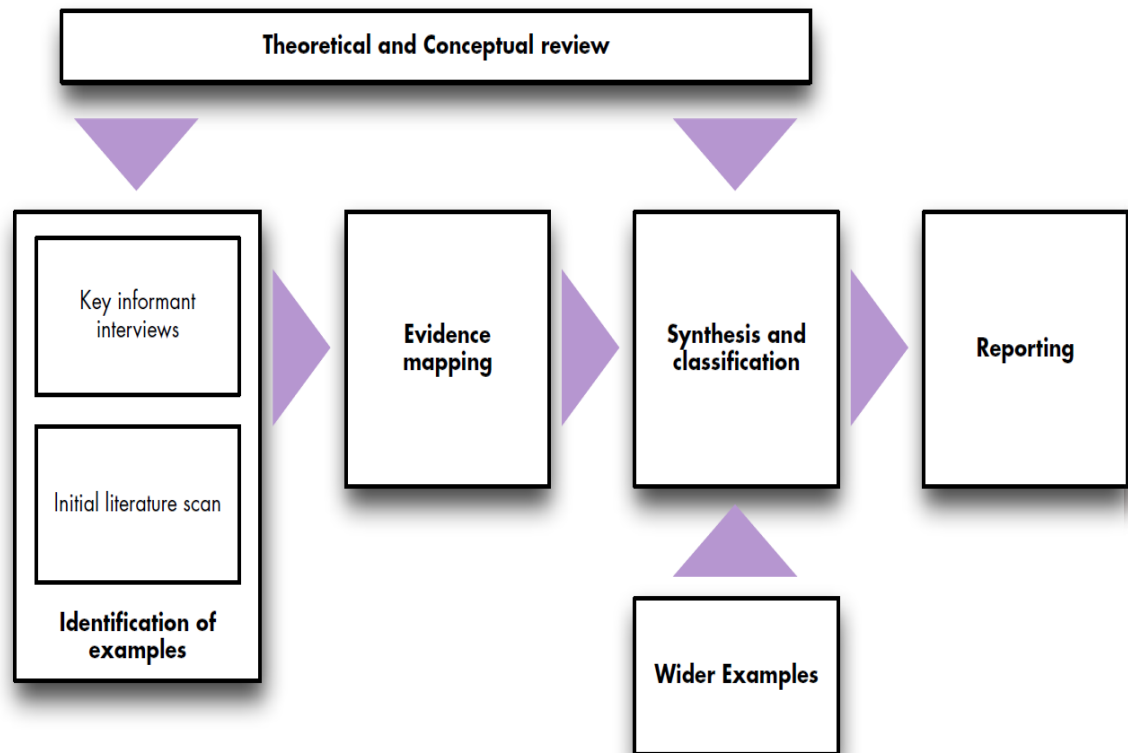 Theoretical and Conceptual review
Key informant
interviews
Initial literature scan
Identification of
examples
Evidence
mapping
Synthesis and
classification
Reporting
Wider Examples